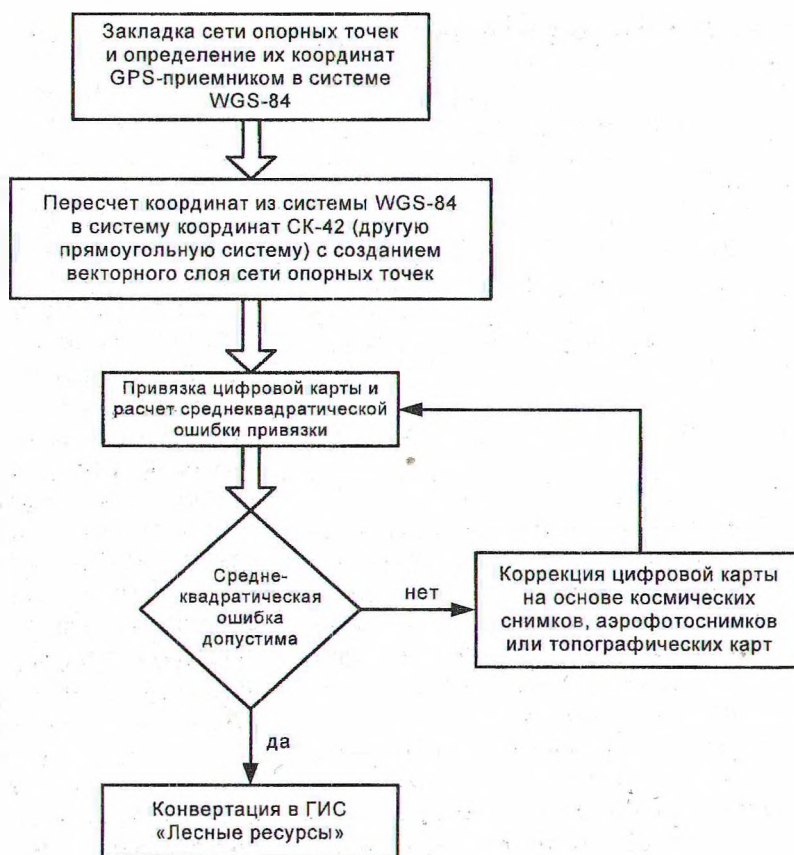 Закладка сети опорных точек
и определение их координат
GPS-приемником в системе
WGS-84
Пересчет координат из системы WGS-84
в систему координат СК-42 (другую
прямоугольную систему) с созданием
векторного слоя сети опорных точек
Привязка цифровой карты и
расчет среднеквадратической
ошибки привязки
Средне-
квадратическая
ошибка
допустима
нет
Коррекция цифровой карты
на основе космических
снимков, аэрофотоснимков
или топографических карт
да
Конвертация в ГИС
«Лесные ресурсы»